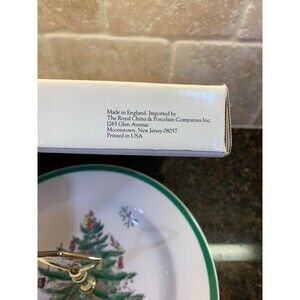 Made in England. Imported by
The Royal China & Porcelain Companies Inc.
1265 Glen Avenue
Moorestown, New Jersey 08057
Printed in USA